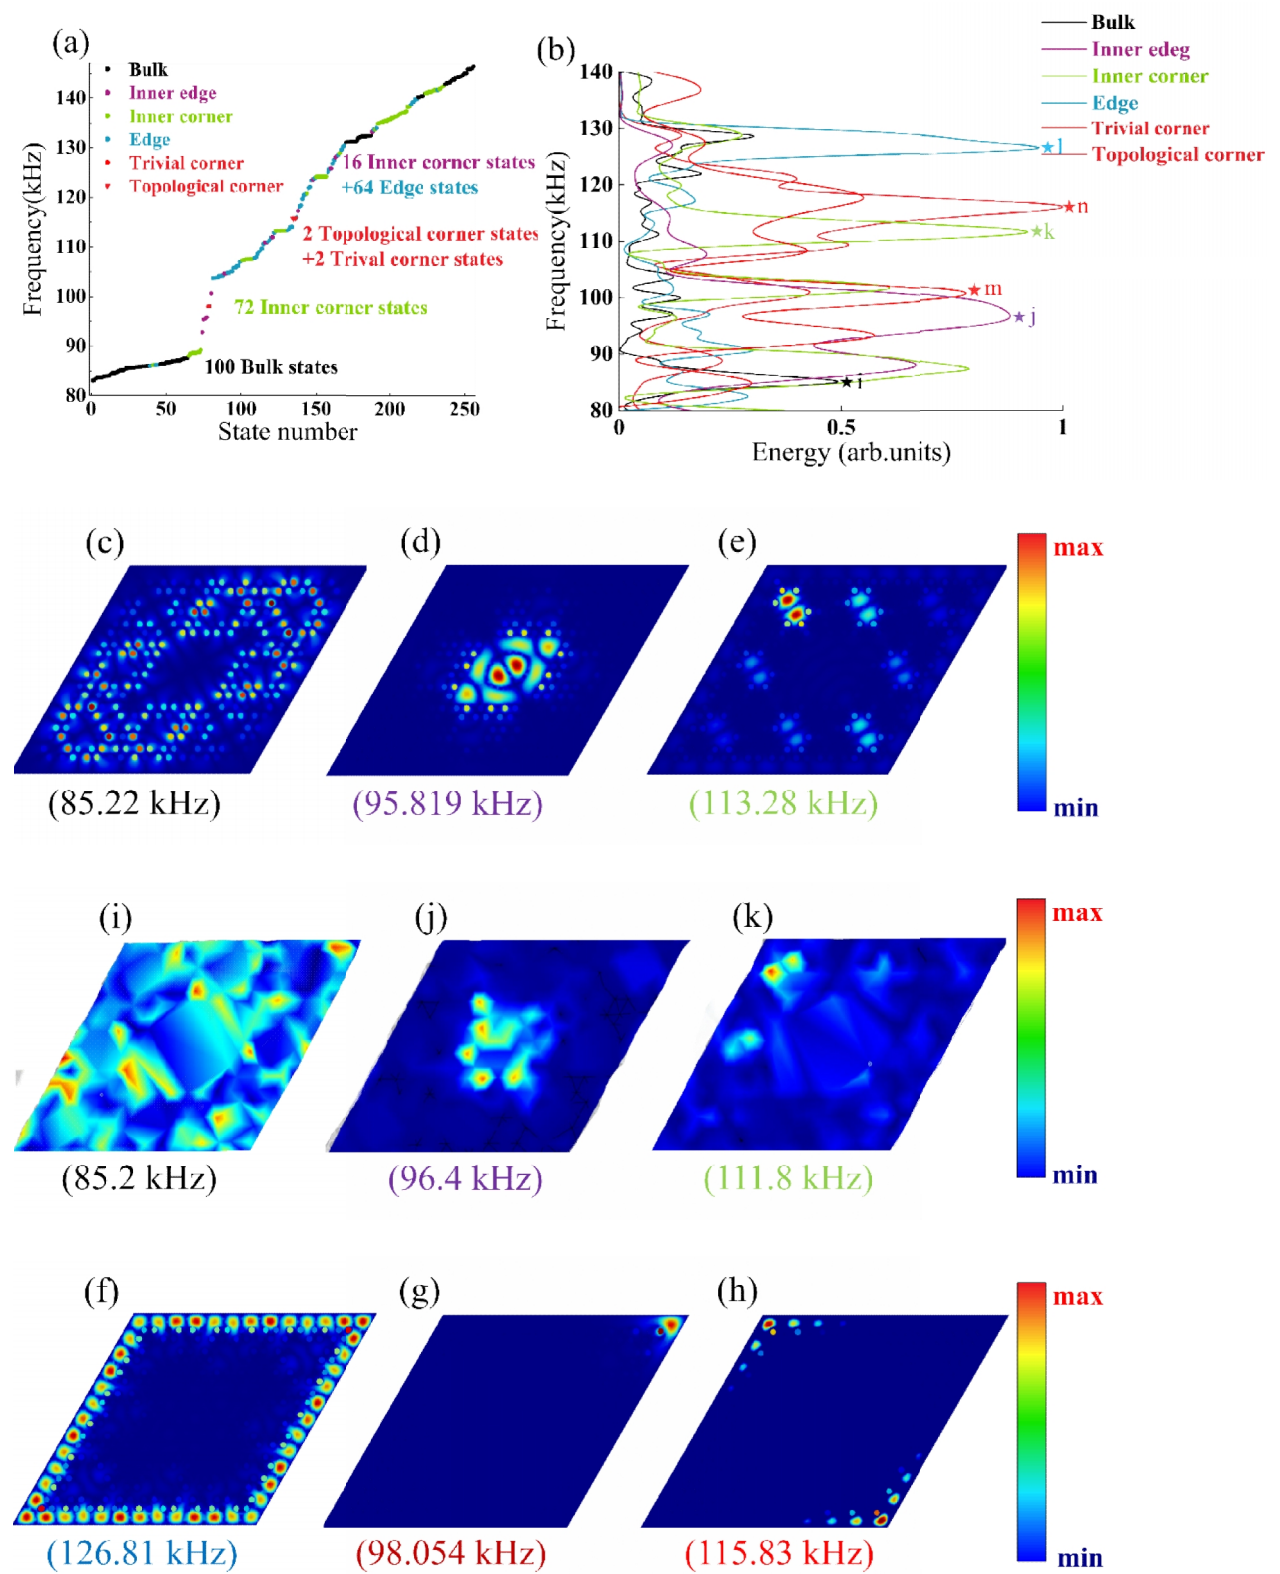 (a)
Bulk
Inner edge
Inner corner
Edge
Trivial corner
Topological corner
16 Inner corner states
+64 Edge states
2 Topological corner states
+2 Trival corner states
72 Inner corner states
100 Bulk states
Frequency(kHz)
140
130
120
110
100
90
80
0
50
100
150
200
250
State number
(b)
Bulk
Inner edeg
Inner corner
Edge
Trivial corner
Topological corner
Frequency(kHz)
140
130
120
110
100
90
80
l
n
k
m
j
i
0
0.5
1
Energy (arb.units)
(c)
(d)
(e)
max
min
(85.22 kHz)
(95.819 kHz)
(113.28 kHz)
(i)
(j)
(k)
max
min
(85.2 kHz)
(96.4 kHz)
(111.8 kHz)
(f)
(g)
(h)
max
min
(126.81 kHz)
(98.054 kHz)
(115.83 kHz)